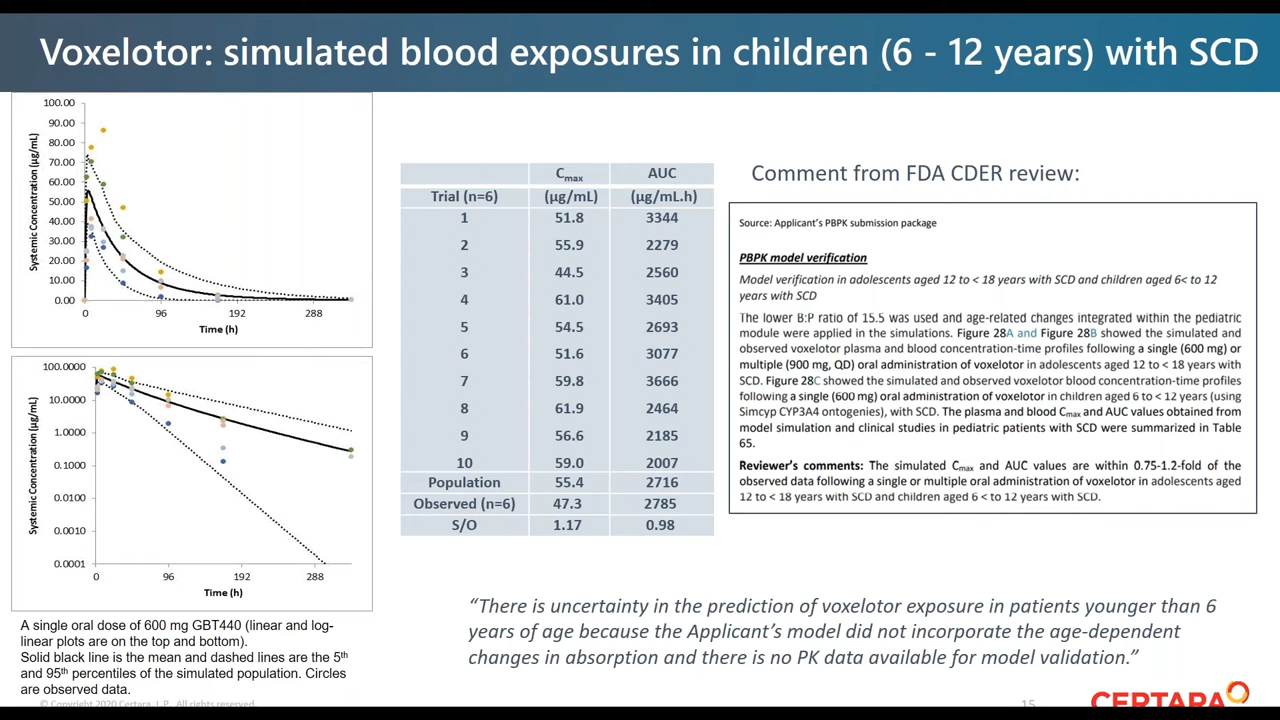 Voxelotor: simulated blood exposures in children (6 - 12 years) with SCD
100.00
90.00
80.00
70.00
60.00
50.00
40.00
30.00
20.00
10.00
0.00
Systemic Concentration (µg/mL)
0 96 192 288
Time (h)
100.0000
10.0000
1.0000
0.1000
0.0100
0.0010
0.0001
Systemic Concentration (µg/mL)
0 96 192 288
Time (h)
A single oral dose of 600 mg GBT440 (linear and log-
linear plots are on the top and bottom).
Solid black line is the mean and dashed lines are the 5th
and 95th percentiles of the simulated population. Circles
are observed data.
Cmax AUC
Trial (n=6) (µg/mL) (µg/mL.h)
1 51.8 3344
2 55.9 2279
3 44.5 2560
4 61.0 3405
5 54.5 2693
6 51.6 3077
7 59.8 3666
8 61.9 2464
9 56.6 2185
10 59.0 2007
Population 55.4 2716
Observed (n=6) 47.3 2785
S/O 1.17 0.98
Comment from FDA CDER review:
Source: Applicant's PBPK submission package
PBPK model verification
Model verification in adolescents aged 12 to < 18 years with SCD and children aged 6< to 12
years with SCD
The lower B:P ratio of 15.5 was used and age-related changes integrated within the pediatric
module were applied in the simulations. Figure 28A and Figure 28B showed the simulated and
observed voxelotor plasma and blood concentration-time profiles following a single (600 mg) or
multiple (900 mg, QD) oral administration of voxelotor in adolescents aged 12 to < 18 years with
SCD. Figure 28C showed the simulated and observed voxelotor blood concentration-time profiles
following a single (600 mg) oral administration of voxelotor in children aged 6 to < 12 years (using
Simcyp CYP3A4 ontogenies), with SCD. The plasma and blood Cmax and AUC values obtained from
model simulation and clinical studies in pediatric patients with SCD were summarized in Table
65.
Reviewer's comments: The simulated Cmax and AUC values are within 0.75-1.2-fold of the
observed data following a single or multiple oral administration of voxelotor in adolescents aged
12 to < 18 years with SCD and children aged 6 < to 12 years with SCD.
"There is uncertainty in the prediction of voxelotor exposure in patients younger than 6
years of age because the Applicant's model did not incorporate the age-dependent
changes in absorption and there is no PK data available for model validation."
© Copyright 2020 Certara, L.P. All rights reserved.
15
CERTARA